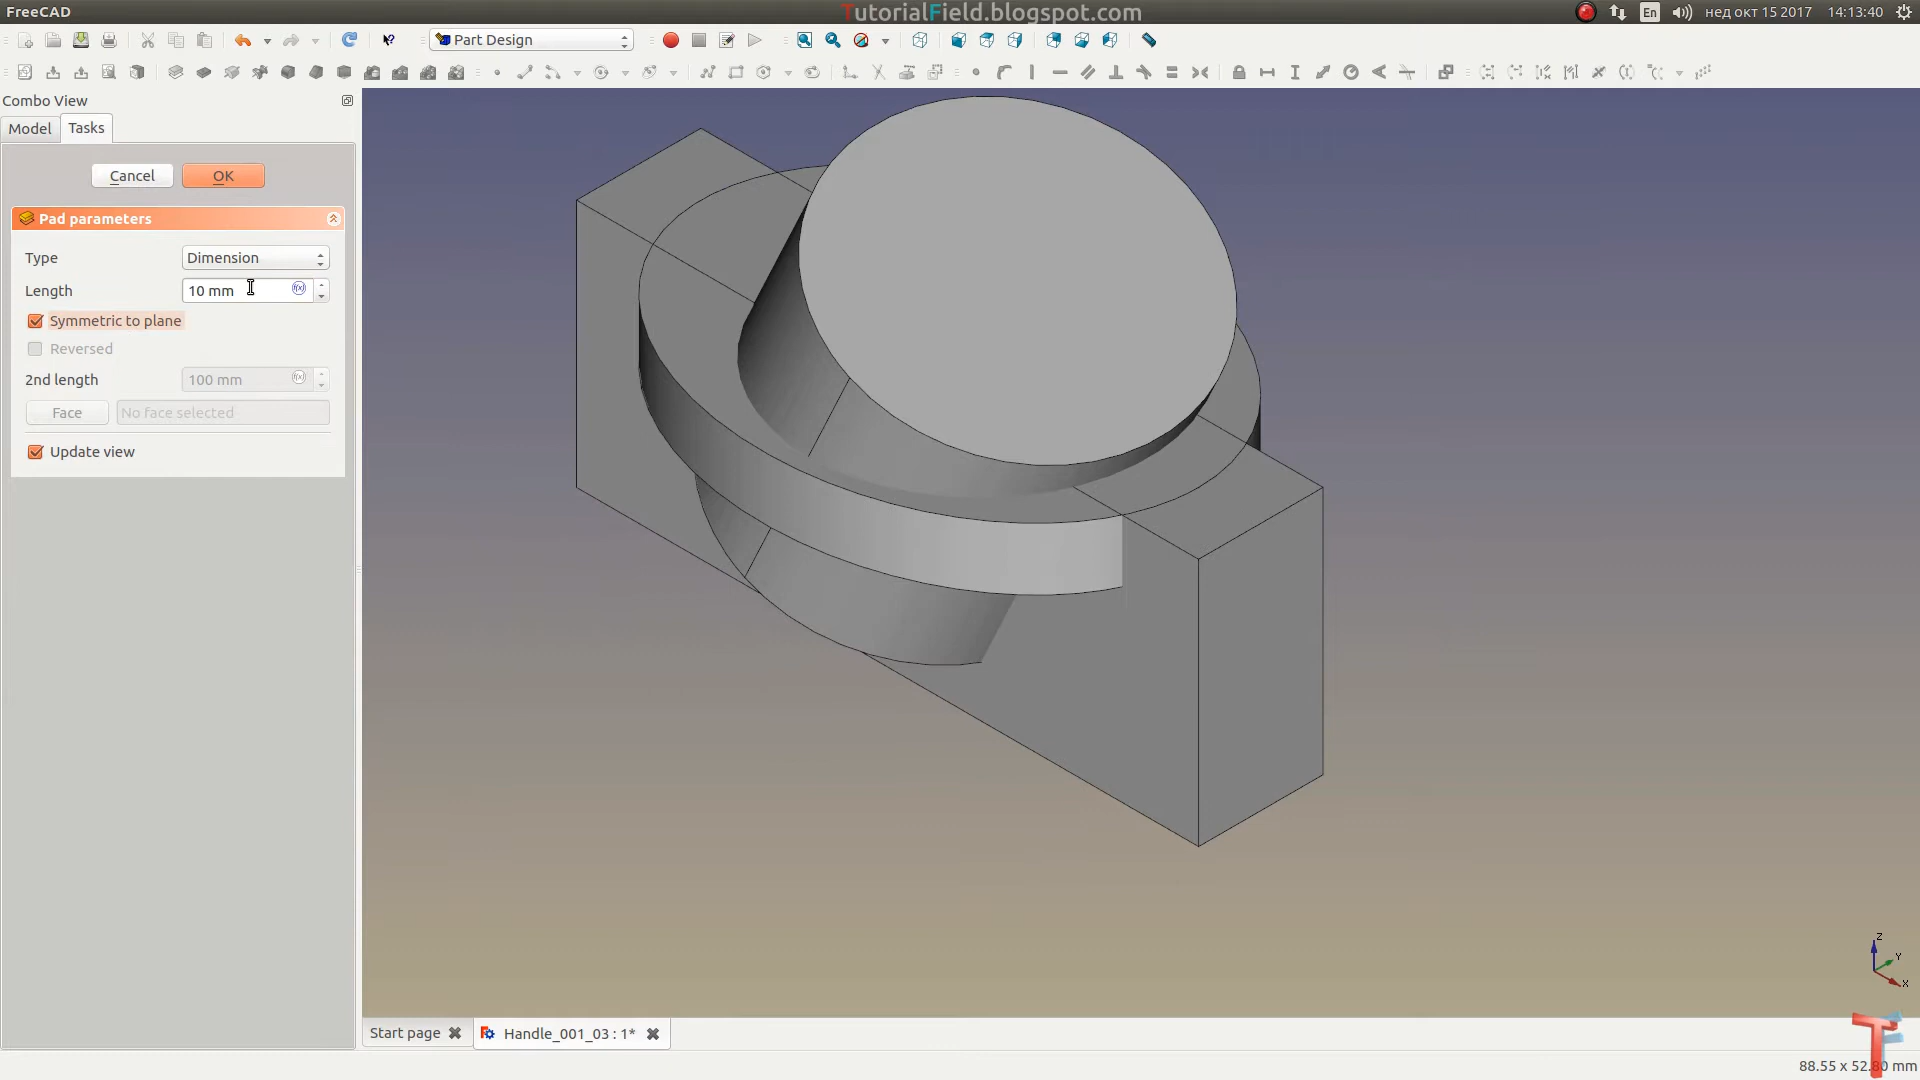 FreeCAD
TutorialField.blogspot.com
En
нед окт 15 2017
14:13:40
Part Design
Combo View
Model
Tasks
Cancel
OK
Pad parameters
Type
Dimension
Length
10 mm
Symmetric to plane
Reversed
2nd length
100 mm
Face
No face selected
Update view
Z
Y
X
Start page
Handle_001_03 : 1*
TF
88.55 x 52.80 mm